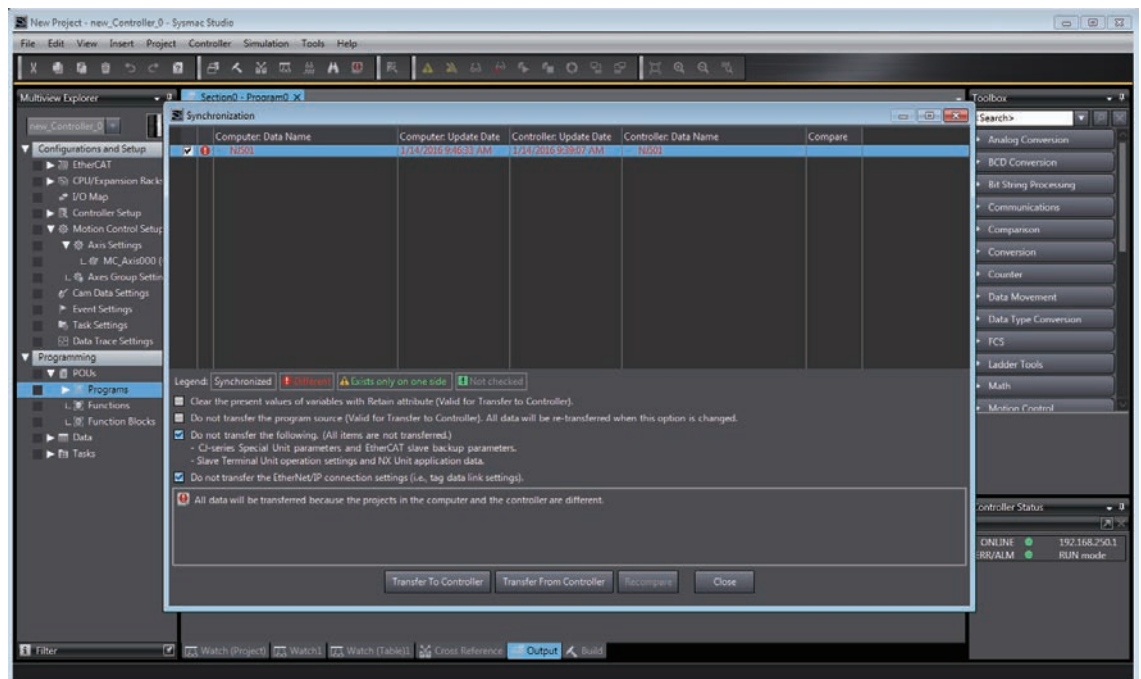 New Project - new_Controller_0 - Sysmac Studio
File Edit View Insert Project Controller Simulation Tools Help
Multiview Explorer
new_Controller_0
Configurations and Setup
EtherCAT
CPU/Expansion Racks
I/O Map
Controller Setup
Motion Control Setup
Axis Settings
MC_Axis000
Axes Group Settin
Cam Data Settings
Event Settings
Task Settings
Data Trace Settings
Programming
POUs
Programs
Functions
Function Blocks
Data
Tasks
Filter
Section0 - Program0
Synchronization
Computer: Data Name Computer: Update Date Controller: Update Date Controller: Data Name Compare
NJ501 1/14/2016 9:46:33 AM 1/14/2016 9:39:07 AM NJ501
Legend: Synchronized Different Exists only on one side Not checked
Clear the present values of variables with Retain attribute (Valid for Transfer to Controller).
Do not transfer the program source (Valid for Transfer to Controller). All data will be re-transferred when this option is changed.
Do not transfer the following. (All items are not transferred.)
- CJ-series Special Unit parameters and EtherCAT slave backup parameters.
- Slave Terminal Unit operation settings and NX Unit application data.
Do not transfer the EtherNet/IP connection settings (i.e., tag data link settings).
All data will be transferred because the projects in the computer and the controller are different.
Transfer To Controller Transfer From Controller Recompare Close
Watch (Project) Watch1 Watch (Table)1 Cross Reference Output Build
Toolbox
<Search>
Analog Conversion
BCD Conversion
Bit String Processing
Communications
Comparison
Conversion
Counter
Data Movement
Data Type Conversion
FCS
Ladder Tools
Math
Motion Control
Controller Status
ONLINE 192.168.250.1
ERR/ALM RUN mode